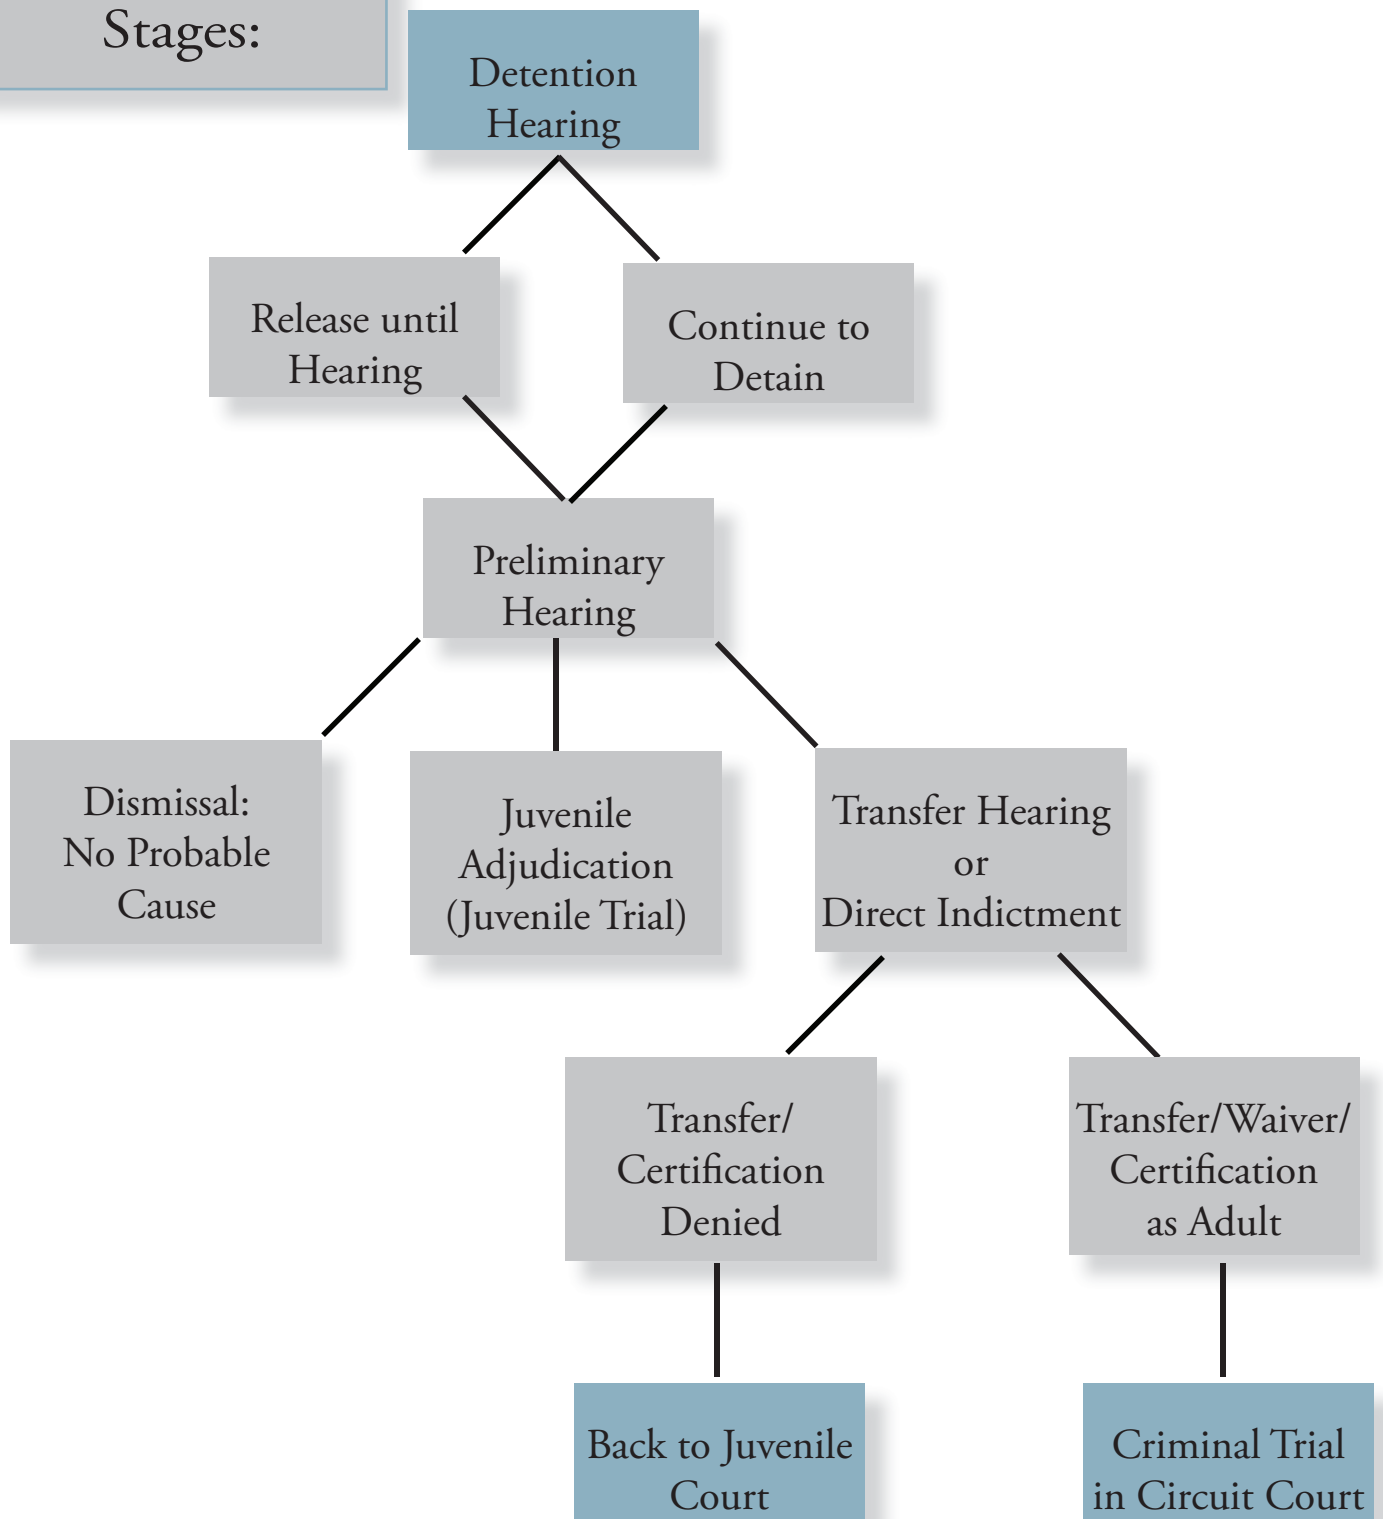 Stages:
Detention
Hearing
Release until
Hearing
Continue to
Detain
Preliminary
Hearing
Dismissal:
No Probable
Cause
Juvenile
Adjudication
(Juvenile Trial)
Transfer Hearing
or
Direct Indictment
Transfer/
Certification
Denied
Transfer/Waiver/
Certification
as Adult
Back to Juvenile
Court
Criminal Trial
in Circuit Court